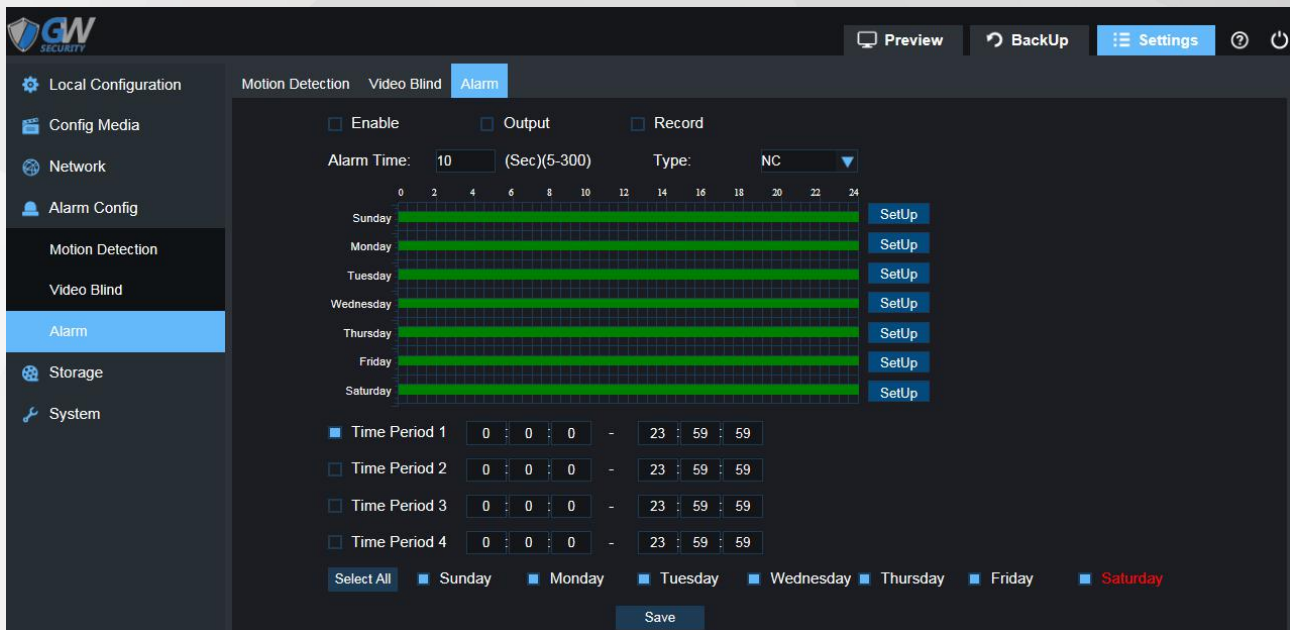 GW
SECURITY
Preview BackUp Settings
Local Configuration
Config Media
Network
Alarm Config
Motion Detection
Video Blind
Alarm
Storage
System
Motion Detection Video Blind Alarm
Enable Output Record
Alarm Time: 10 (Sec)(5-300) Type: NC
0 2 4 6 8 10 12 14 16 18 20 22 24
Sunday SetUp
Monday SetUp
Tuesday SetUp
Wednesday SetUp
Thursday SetUp
Friday SetUp
Saturday SetUp
Time Period 1 0 : 0 : 0 - 23 : 59 : 59
Time Period 2 0 : 0 : 0 - 23 : 59 : 59
Time Period 3 0 : 0 : 0 - 23 : 59 : 59
Time Period 4 0 : 0 : 0 - 23 : 59 : 59
Select All Sunday Monday Tuesday Wednesday Thursday Friday Saturday
Save